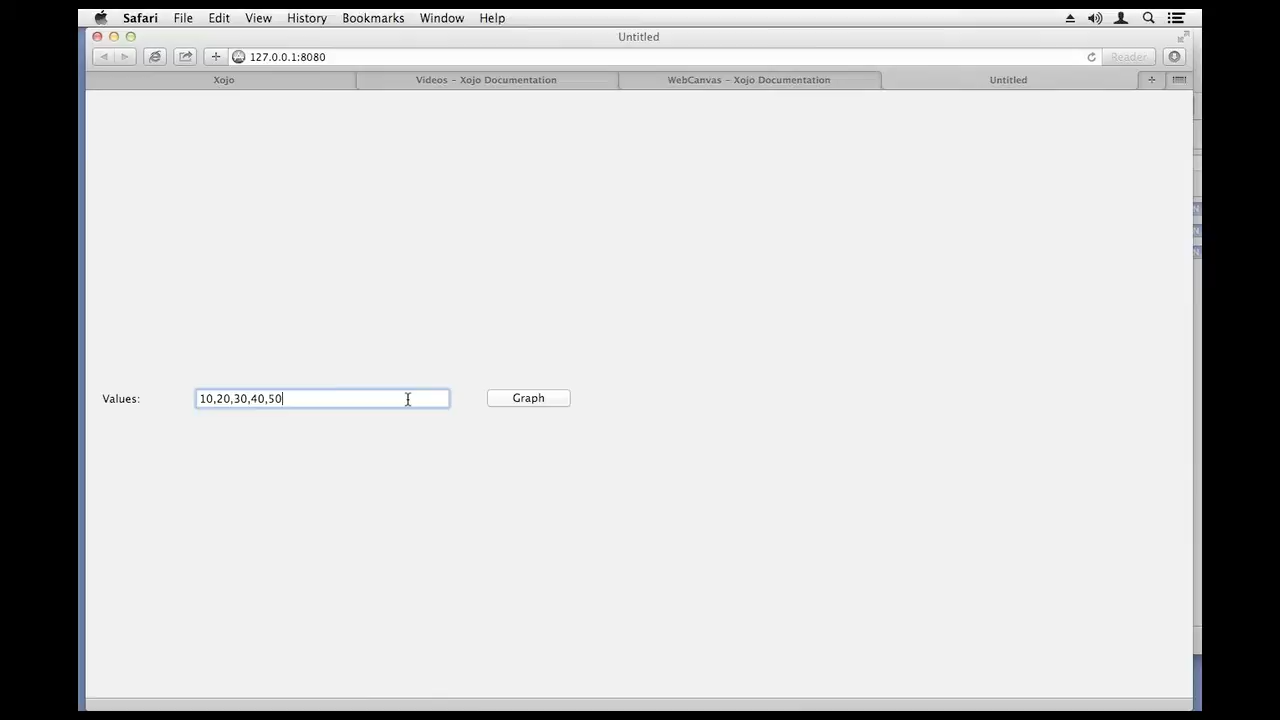 Safari File Edit View History Bookmarks Window Help
Untitled
127.0.0.1:8080 Reader
Xojo Videos – Xojo Documentation WebCanvas – Xojo Documentation Untitled
Values: 10,20,30,40,50 Graph